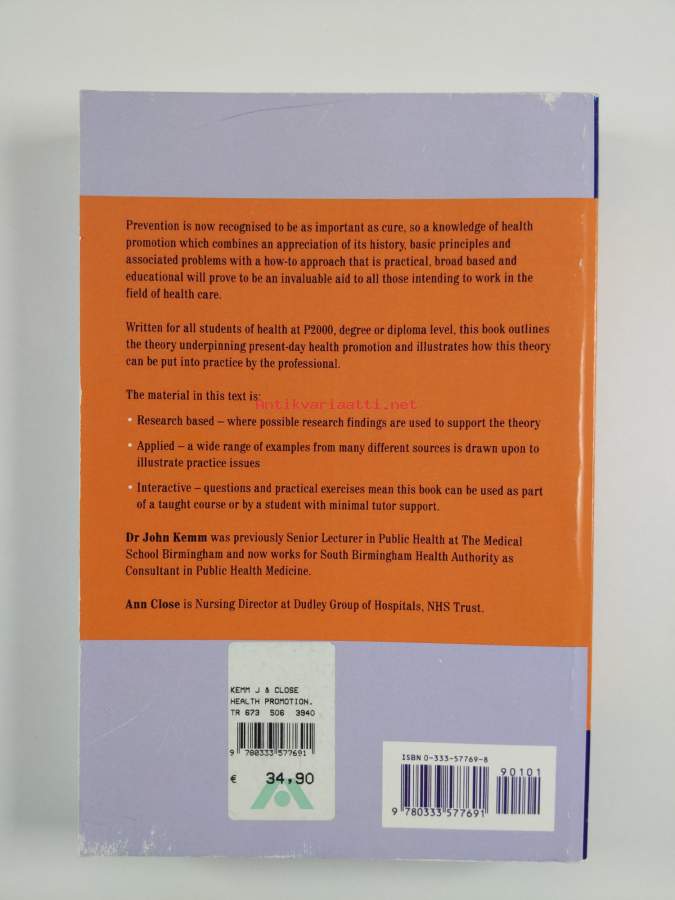 Prevention is now recognised to be as important as cure, so a knowledge of health
promotion which combines an appreciation of its history, basic principles and
associated problems with a how-to approach that is practical, broad based and
educational will prove to be an invaluable aid to all those intending to work in the
field of health care.
Written for all students of health at P2000, degree or diploma level, this book outlines
the theory underpinning present-day health promotion and illustrates how this theory
can be put into practice by the professional.
The material in this text is:
Antikvariaatti.net
• Research based – where possible research findings are used to support the theory
• Applied – a wide range of examples from many different sources is drawn upon to
illustrate practice issues
• Interactive – questions and practical exercises mean this book can be used as part
of a taught course or by a student with minimal tutor support.
Dr John Kemm was previously Senior Lecturer in Public Health at The Medical
School Birmingham and now works for South Birmingham Health Authority as
Consultant in Public Health Medicine.
Ann Close is Nursing Director at Dudley Group of Hospitals, NHS Trust.
KEMM J & CLOSE
HEALTH PROMOTION.
TR 673 S06 3940
9 780333 577691
€ 34,90
ISBN 0-333-57769-8
90101
9 780333 577691